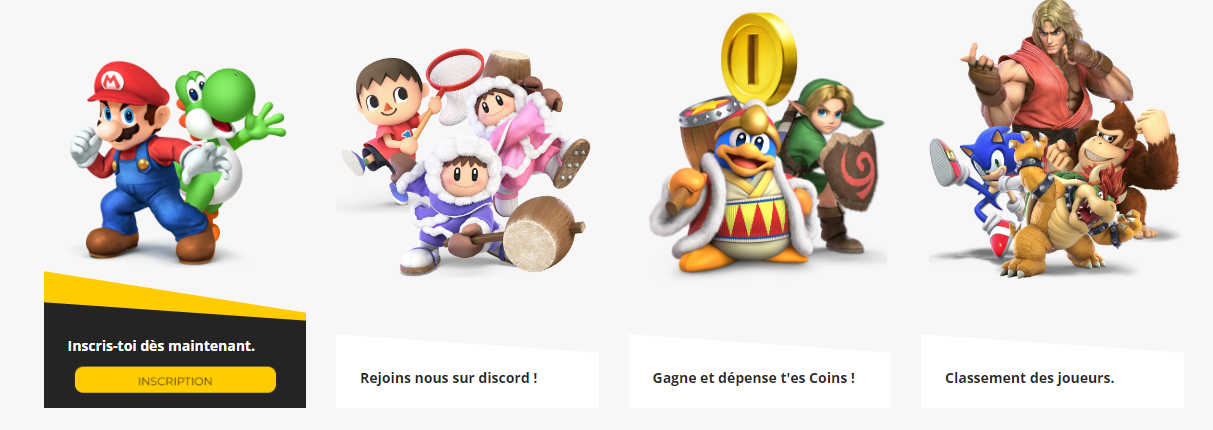 M
Inscris-toi dès maintenant.
INSCRIPTION
Rejoins nous sur discord !
Gagne et dépense t'es Coins !
Classement des joueurs.